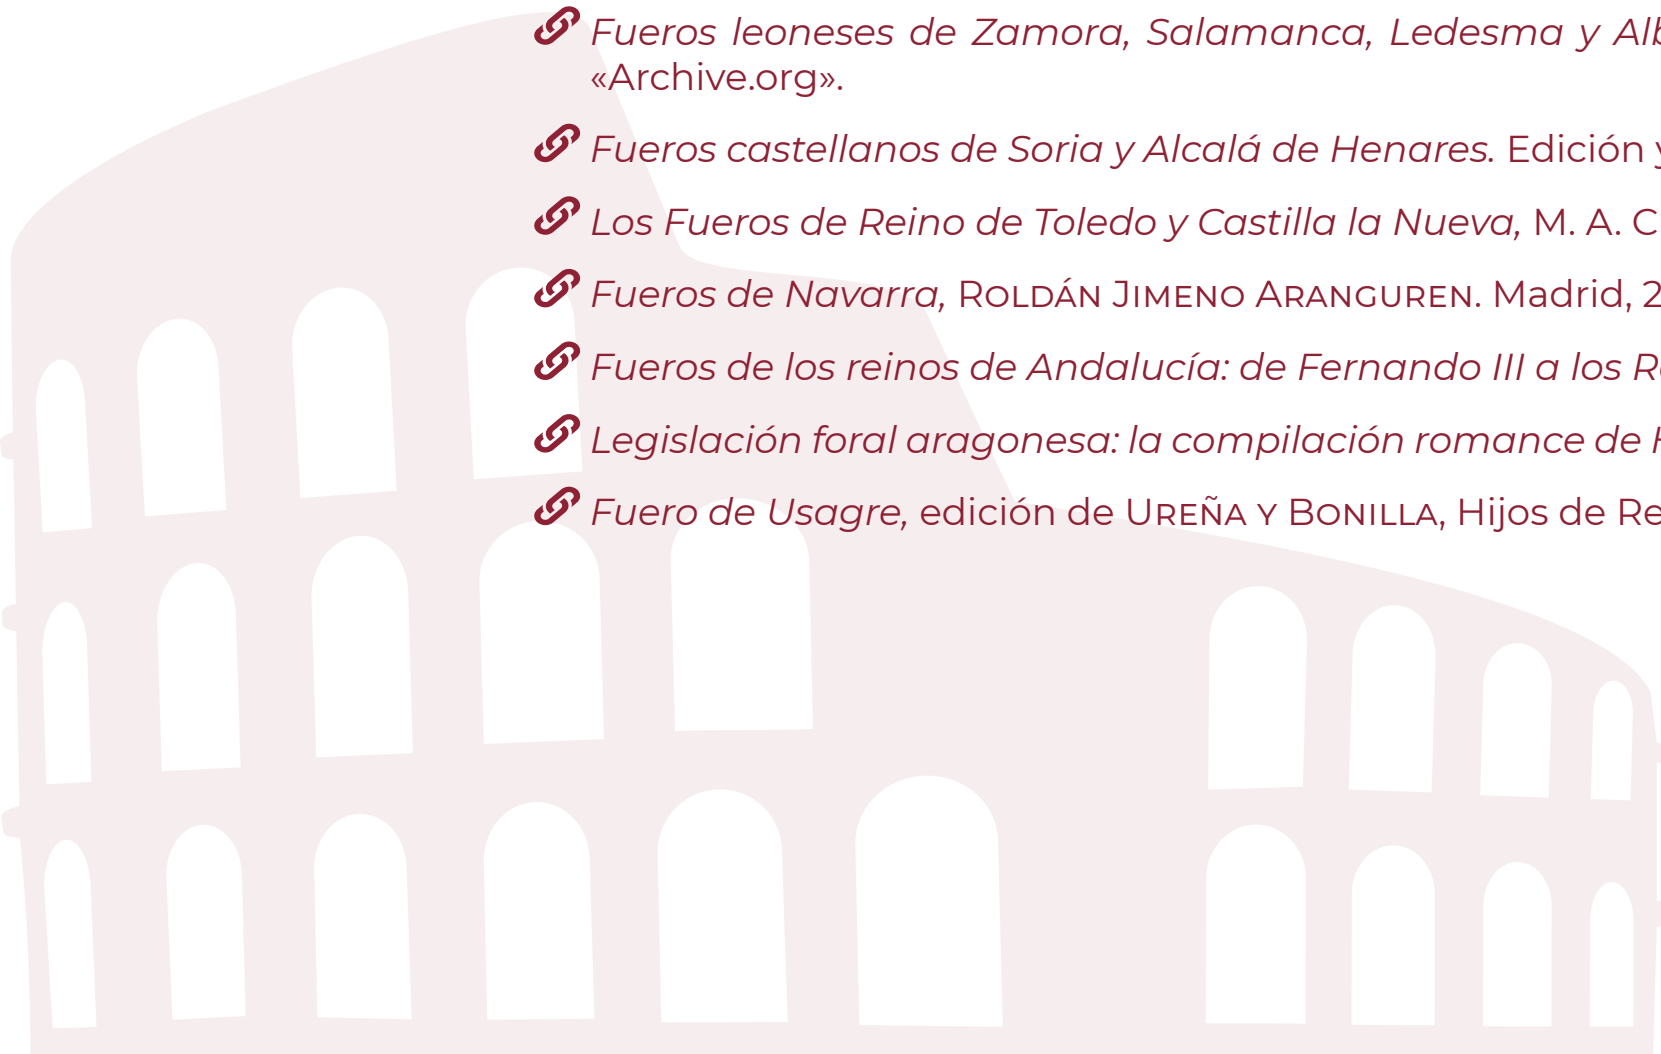 Fueros leoneses de Zamora, Salamanca, Ledesma y
«Archive.org».
Fueros castellanos de Soria y Alcalá de Henares. Edición
Los Fueros de Reino de Toledo y Castilla la Nueva, M. A.
Fueros de Navarra, Roldán Jimeno Aranguren. Madrid,
Fueros de los reinos de Andalucía: de Fernando III a los
Legislación foral aragonesa: la compilación romance de
Fuero de Usagre, edición de Ureña y Bonilla, Hijos de